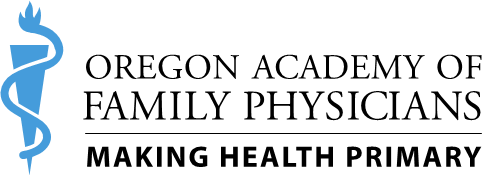 OREGON ACADEMY OF
FAMILY PHYSICIANS
MAKING HEALTH PRIMARY